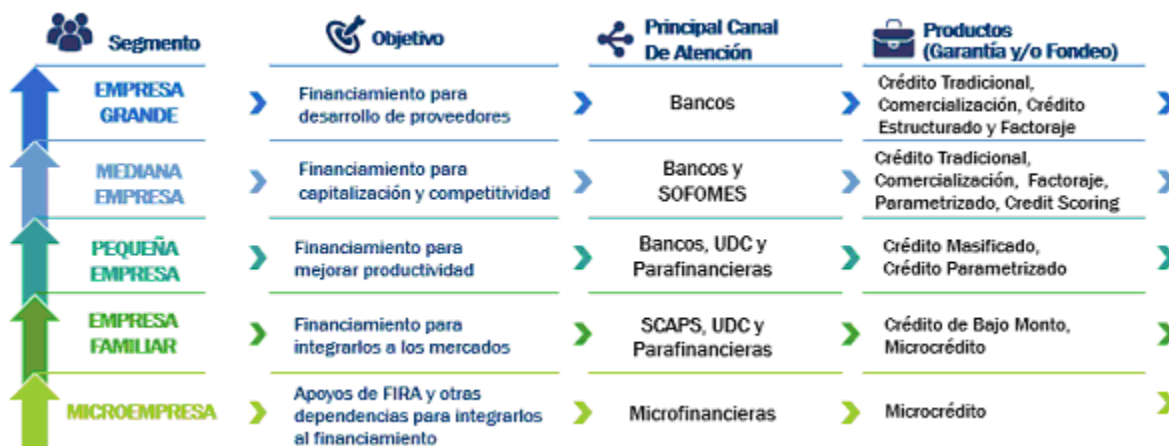 Segmento
Objetivo
Principal Canal
De Atención
Productos
(Garantía y/o Fondeo)
EMPRESA
GRANDE
Financiamiento para
desarrollo de proveedores
Bancos
Crédito Tradicional,
Comercialización, Crédito
Estructurado y Factoraje
MEDIANA
EMPRESA
Financiamiento para
capitalización y competitividad
Bancos y
SOFOMES
Crédito Tradicional,
Comercialización, Factoraje,
Parametrizado, Credit Scoring
PEQUEÑA
EMPRESA
Financiamiento para
mejorar productividad
Bancos, UDC y
Parafinancieras
Crédito Masificado,
Crédito Parametrizado
EMPRESA
FAMILIAR
Financiamiento para
integrarlos a los mercados
SCAPS, UDC y
Parafinancieras
Crédito de Bajo Monto,
Microcrédito
MICROEMPRESA
Apoyos de FIRA y otras
dependencias para integrarlos
al financiamiento
Microfinancieras
Microcrédito